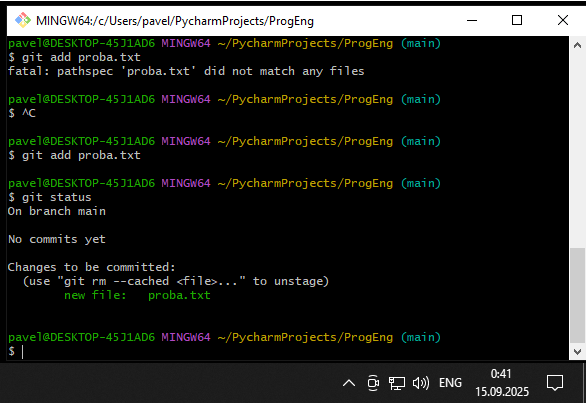 MINGW64:/c/Users/pavel/PycharmProjects/ProgEng
pavel@DESKTOP-45J1AD6 MINGW64 ~/PycharmProjects/ProgEng (main)
$ git add proba.txt
fatal: pathspec 'proba.txt' did not match any files
pavel@DESKTOP-45J1AD6 MINGW64 ~/PycharmProjects/ProgEng (main)
$ ^C
pavel@DESKTOP-45J1AD6 MINGW64 ~/PycharmProjects/ProgEng (main)
$ git add proba.txt
pavel@DESKTOP-45J1AD6 MINGW64 ~/PycharmProjects/ProgEng (main)
$ git status
On branch main
No commits yet
Changes to be committed:
  (use "git rm --cached <file>..." to unstage)
        new file:   proba.txt
pavel@DESKTOP-45J1AD6 MINGW64 ~/PycharmProjects/ProgEng (main)
$
ENG
0:41
15.09.2025